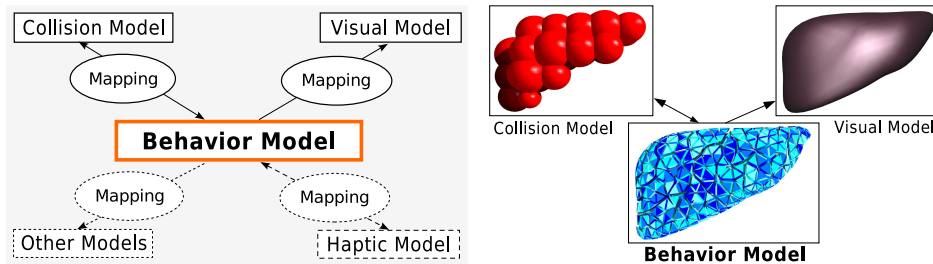 Collision Model
Visual Model
Mapping
Mapping
Behavior Model
Mapping
Mapping
Other Models
Haptic Model
Collision Model
Visual Model
Behavior Model